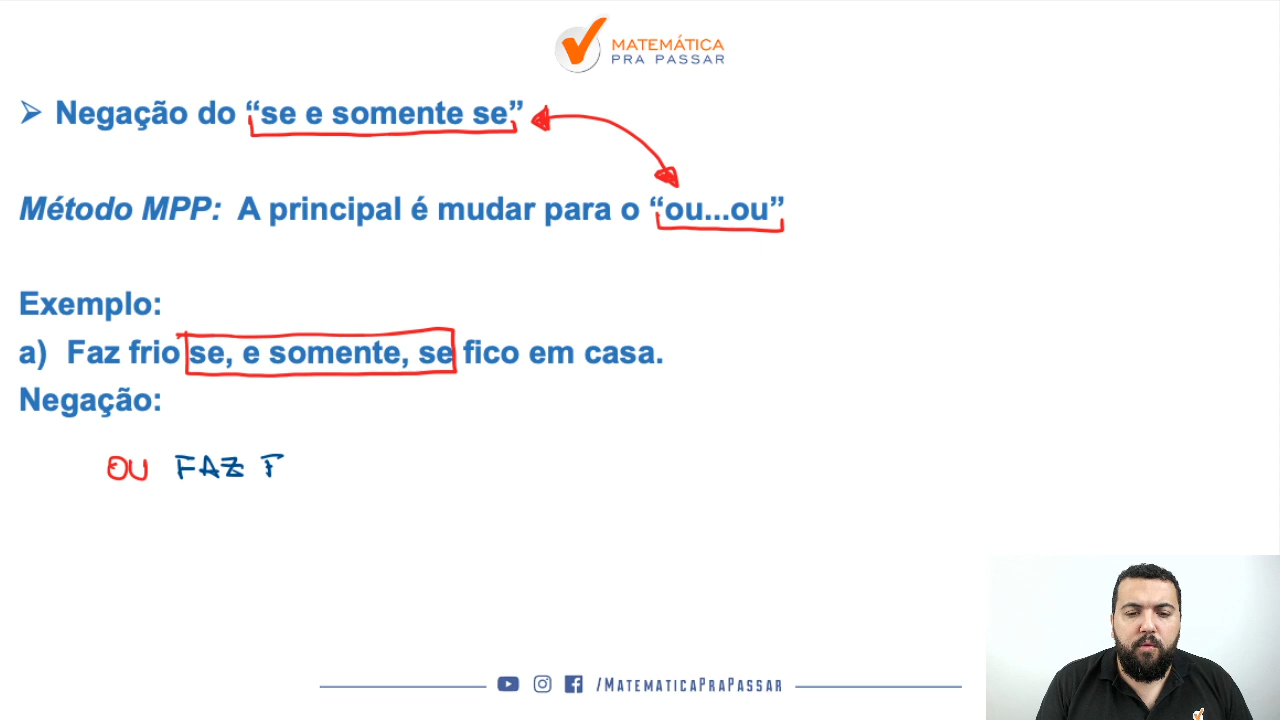 MATEMÁTICA
PRA PASSAR
➢ Negação do “se e somente se”
Método MPP: A principal é mudar para o “ou...ou”
Exemplo:
a) Faz frio se, e somente, se fico em casa.
Negação:
OU FAZ F
/MATEMATICAPRAPASSAR